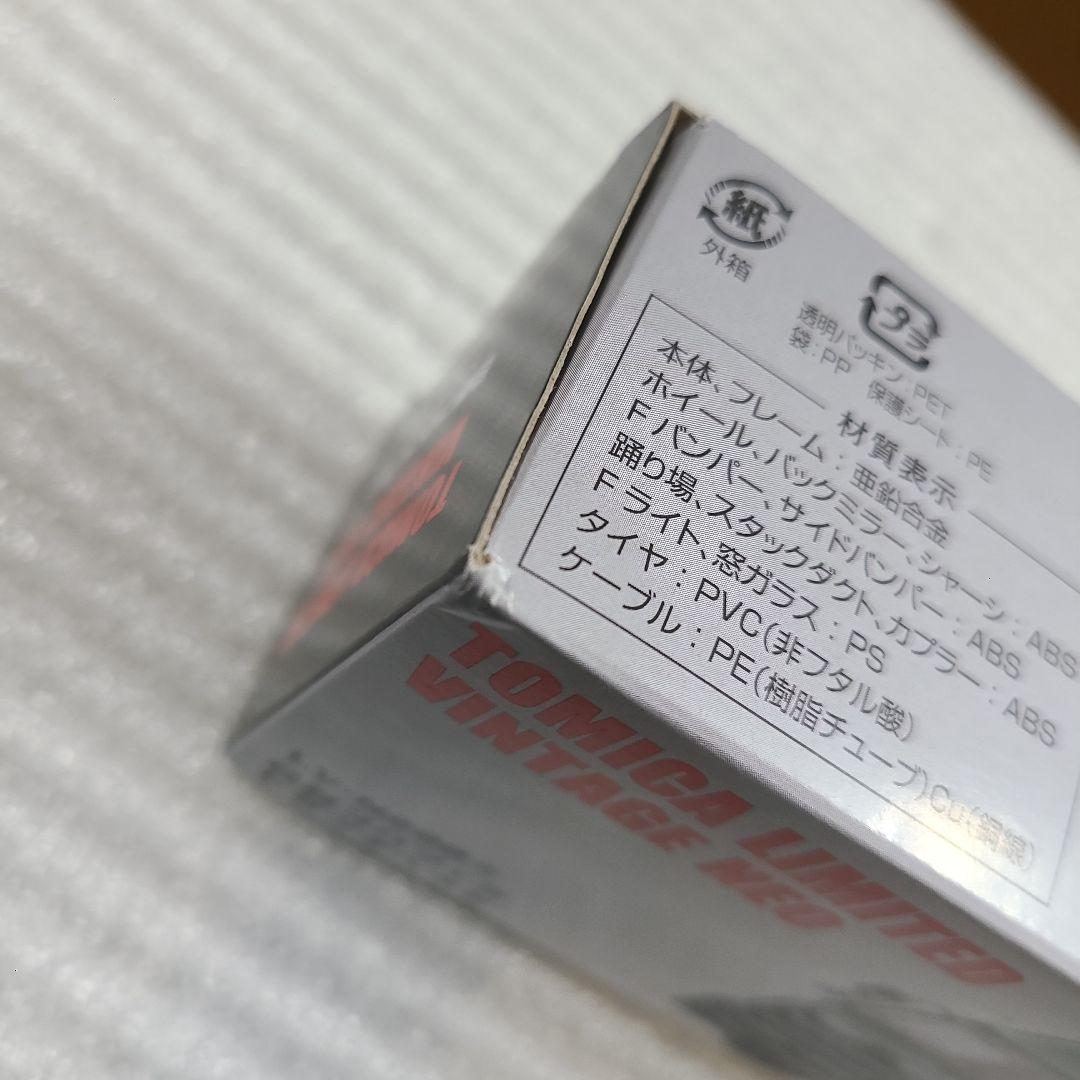 紙
外箱
プラ
透明パッキン：PET
袋：PP 保護シート：PE
材質表示
本体、フレーム：亜鉛合金
ホイール、バックミラー、シャーシ：ABS
Fバンパー、サイドバンパー：ABS
踊り場、スタックダクト、カプラー：ABS
Fライト、窓ガラス：PS
タイヤ：PVC（非フタル酸）
ケーブル：PE（樹脂チューブ）Cu（銅線）
TOMICA LIMITED
VINTAGE NEO